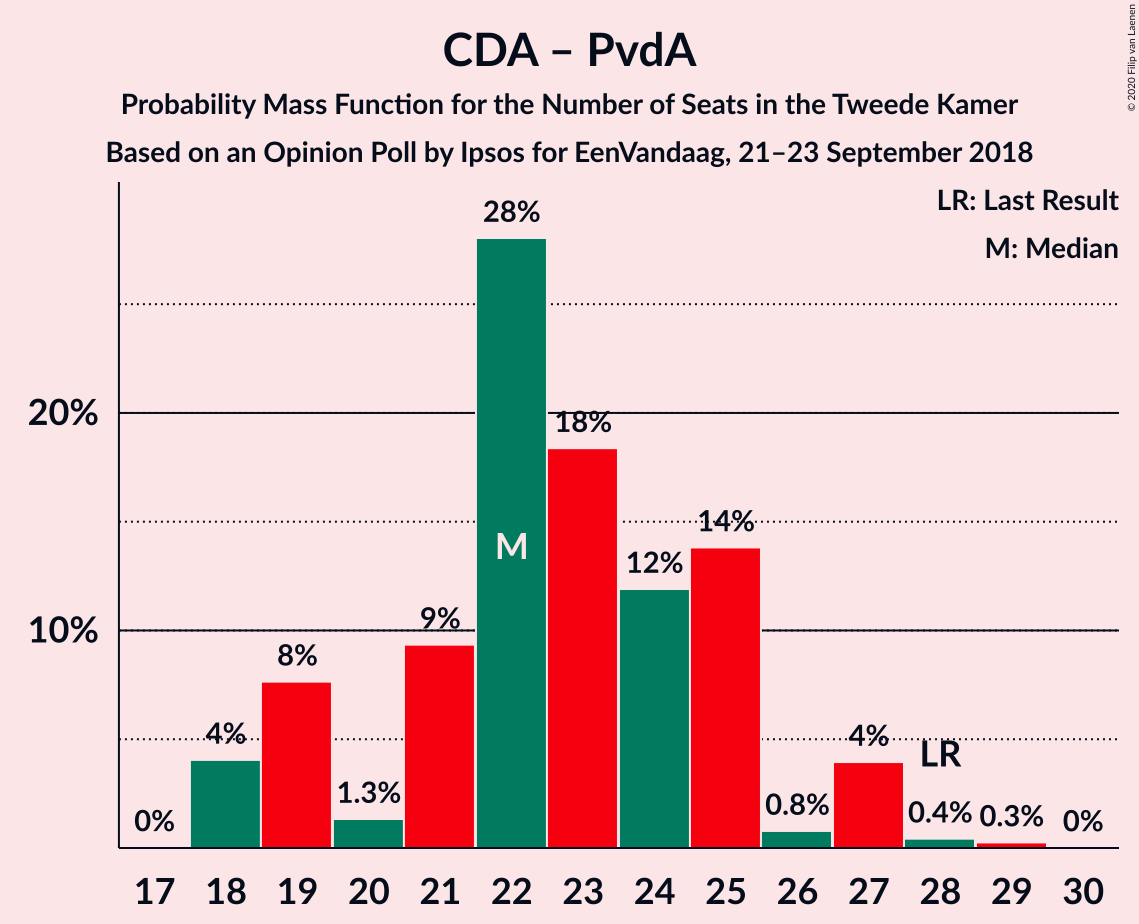 © 2020 Filip van Laenen
CDA – PvdA
Probability Mass Function for the Number of Seats in the Tweede Kamer
Based on an Opinion Poll by Ipsos for EenVandaag, 21–23 September 2018
LR: Last Result
M: Median
28%
20%
18%
14%
12%
M
10%
9%
8%
4%
4%
LR
1.3%
0%
0.8%
0.4%
0.3%
0%
17 18 19 20 21 22 23 24 25 26 27 28 29 30